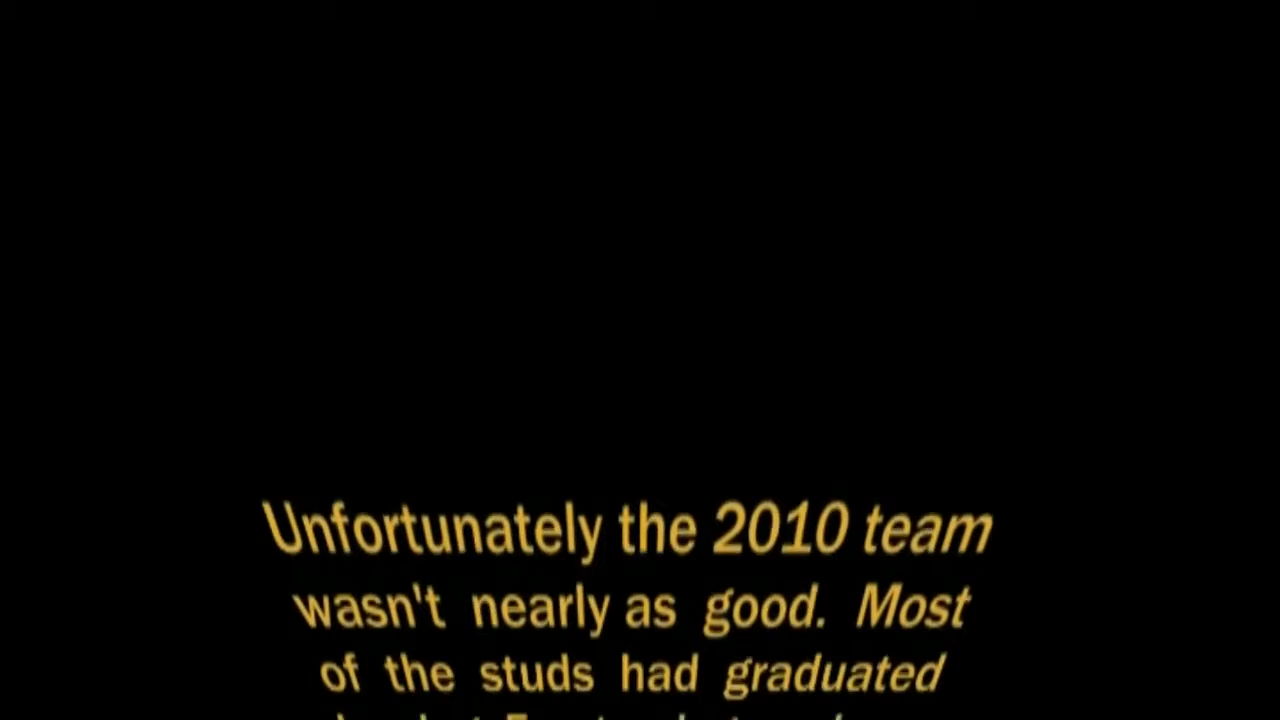 Unfortunately the 2010 team
wasn't nearly as good. Most
of the studs had graduated